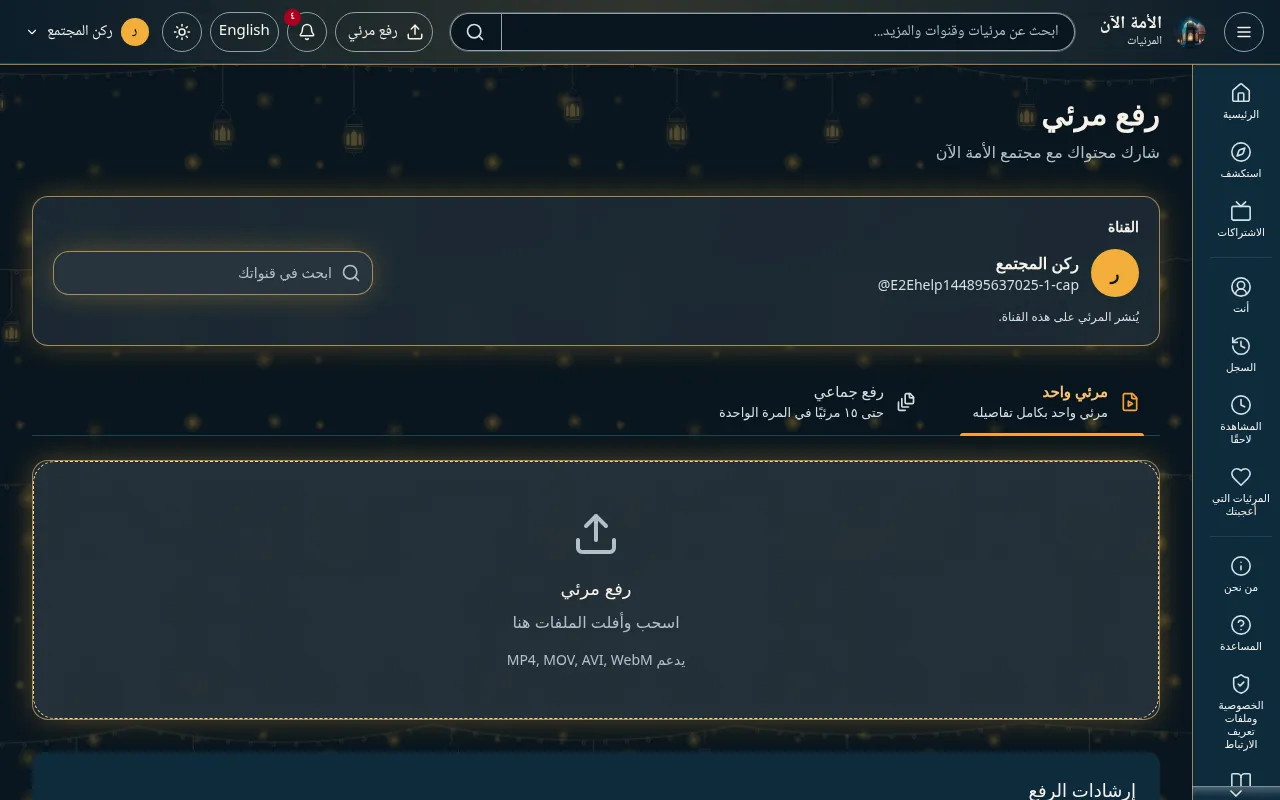 الأمة الآن
المرئيات
ابحث عن مرئيات وقنوات والمزيد...
رفع مرئي
٤
English
ر
ركن المجتمع
الرئيسية
استكشف
الاشتراكات
أنت
السجل
المشاهدة
لاحقًا
المرئيات التي
أعجبتك
من نحن
المساعدة
الخصوصية
وملفات
تعريف
الارتباط
رفع مرئي
شارك محتواك مع مجتمع الأمة الآن
القناة
ر
ركن المجتمع
@E2Ehelp144895637025-1-cap
يُنشر المرئي على هذه القناة.
ابحث في قنواتك
مرئي واحد
مرئي واحد بكامل تفاصيله
رفع جماعي
حتى ١٥ مرئيًا في المرة الواحدة
رفع مرئي
اسحب وأفلت الملفات هنا
يدعم MP4, MOV, AVI, WebM
إرشادات الرفع